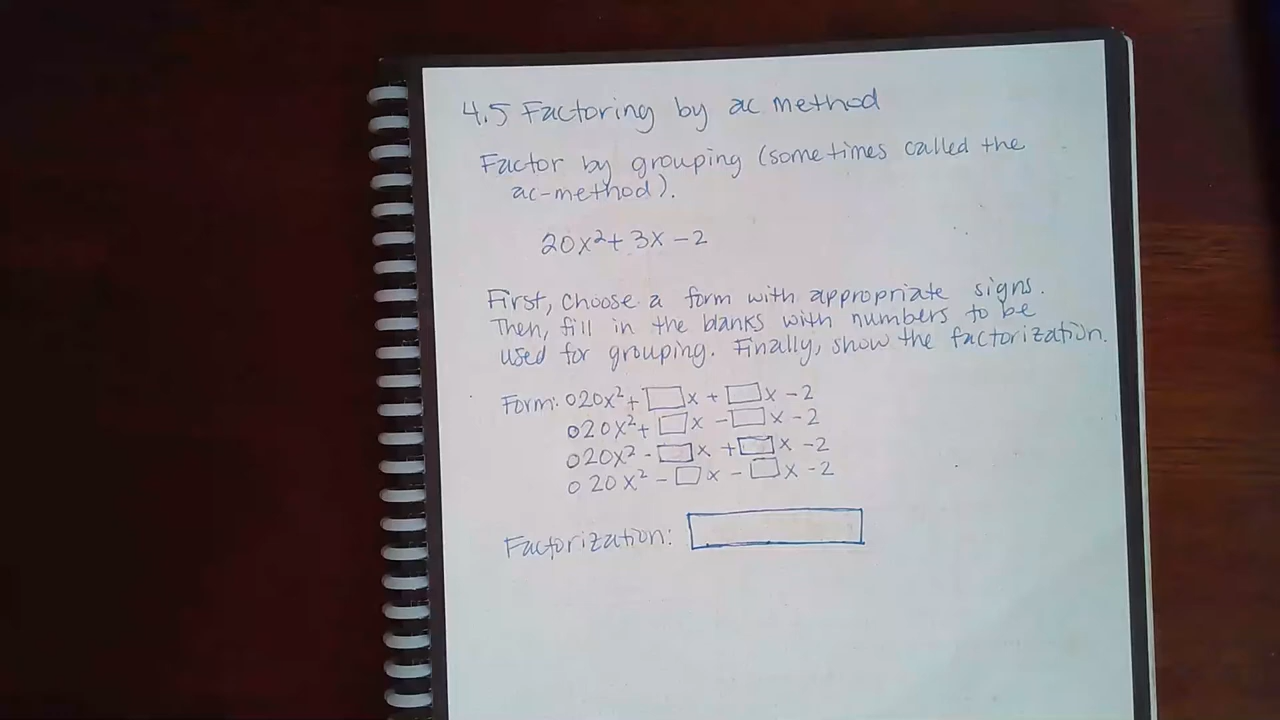 4.5 Factoring by ac method
Factor by grouping (sometimes called the
ac-method).
20x²+ 3x - 2
First, choose a form with appropriate signs.
Then, fill in the blanks with numbers to be
used for grouping. Finally, show the factorization.
Form: ○ 20x² + □x + □x - 2
○ 20x² + □x - □x - 2
○ 20x² - □x + □x - 2
○ 20x² - □x - □x - 2
Factorization: